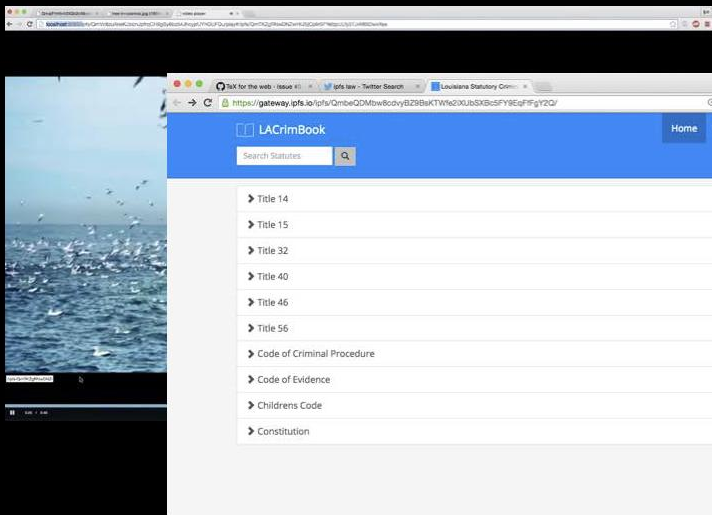 TeX for the web - issue #5
ipfs law - Twitter Search
Louisiana Statutory Crimi
https://gateway.ipfs.io/ipfs/
LACrimBook
Home
Search Statutes
Title 14
Title 15
Title 32
Title 40
Title 46
Title 56
Code of Criminal Procedure
Code of Evidence
Childrens Code
Constitution